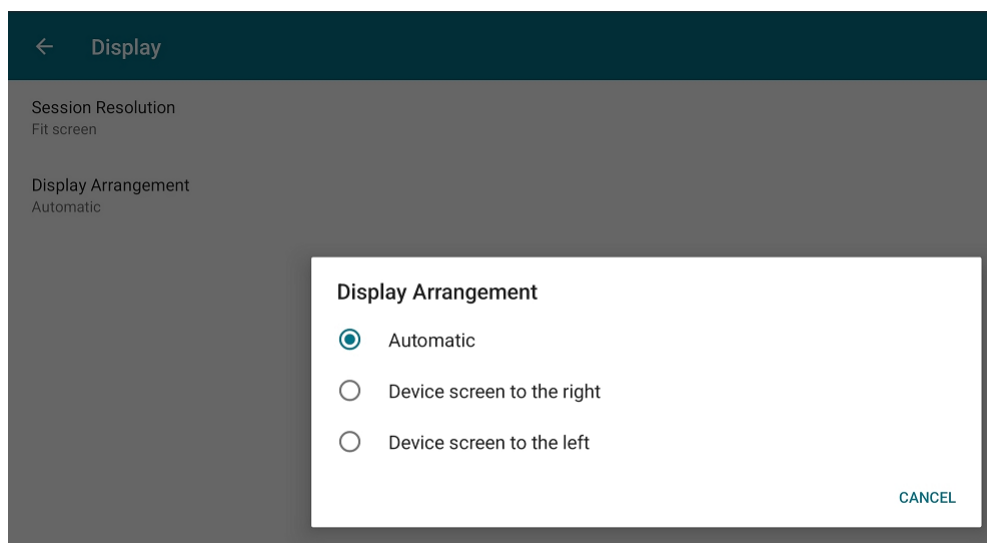 Display
Session Resolution
Fit screen
Display Arrangement
Automatic
Display Arrangement
Automatic
Device screen to the right
Device screen to the left
CANCEL